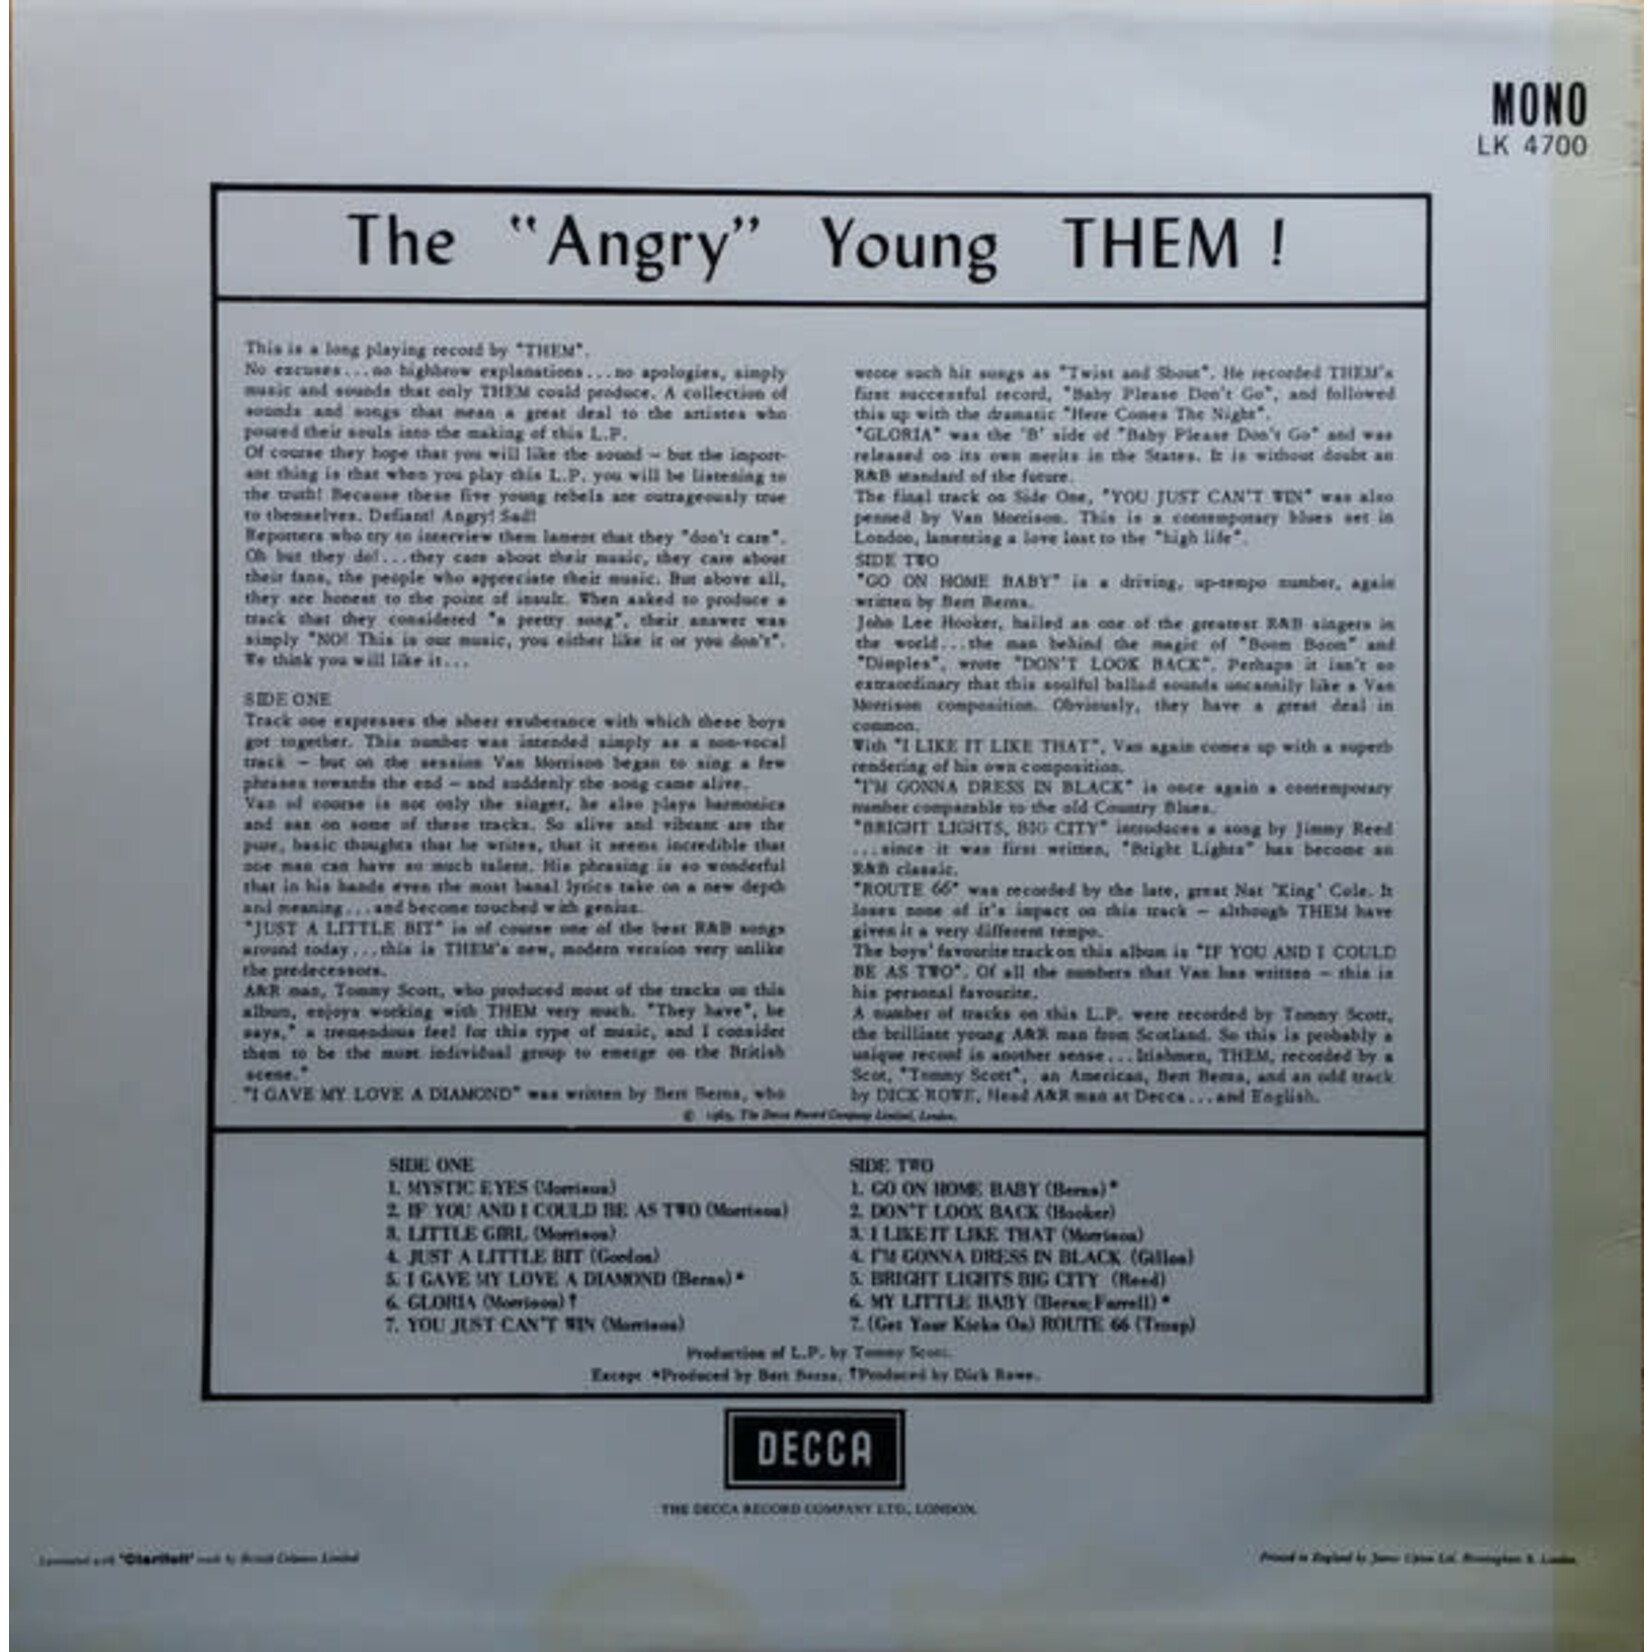 MONO
LK 4700
The "Angry" Young THEM !
This is a long playing record by "THEM".
No excuses...no highbrow explanations...no apologies, simply
music and sounds that only THEM could produce. A collection of
sounds and songs that mean a great deal to the artistes who
poured their souls into the making of this L.P.
Of course they hope that you will like the sound – but the import-
ant thing is that when you play this L.P. you will be listening to
the truth! Because these five young rebels are outrageously true
to themselves. Defiant! Angry! Sad!
Reporters who try to interview them lament that they "don't care".
Oh but they do!...they care about their music, they care about
their fans, the people who appreciate their music. But above all,
they are honest to the point of insult. When asked to produce a
track that they considered "a pretty song", their answer was
simply "NO! This is our music, you either like it or you don't".
We think you will like it...
SIDE ONE
Track one expresses the sheer exuberance with which these boys
got together. This number was intended simply as a non-vocal
track – but on the session Van Morrison began to sing a few
phrases towards the end – and suddenly the song came alive.
Van of course is not only the singer, he also plays harmonica
and sax on some of these tracks. So alive and vibrant are the
pure, basic thoughts that he writes, that it seems incredible that
one man can have so much talent. His phrasing is so wonderful
that in his hands even the most banal lyrics take on a new depth
and meaning...and become touched with genius.
"JUST A LITTLE BIT" is of course one of the best R&B songs
around today...this is THEM's new, modern version very unlike
the predecessors.
A&R man, Tommy Scott, who produced most of the tracks on this
album, enjoys working with THEM very much. "They have", he
says," a tremendous feel for this type of music, and I consider
them to be the most individual group to emerge on the British
scene."
"I GAVE MY LOVE A DIAMOND" was written by Bert Berns, who
wrote such hit songs as "Twist and Shout". He recorded THEM's
first successful record, "Baby Please Don't Go", and followed
this up with the dramatic "Here Comes The Night".
"GLORIA" was the 'B' side of "Baby Please Don't Go" and was
released on its own merits in the States. It is without doubt an
R&B standard of the future.
The final track on Side One, "YOU JUST CAN'T WIN" was also
penned by Van Morrison. This is a contemporary blues set in
London, lamenting a love lost to the "high life".
SIDE TWO
"GO ON HOME BABY" is a driving, up-tempo number, again
written by Bert Berns.
John Lee Hooker, hailed as one of the greatest R&B singers in
the world...the man behind the magic of "Boom Boom" and
"Dimples", wrote "DON'T LOOK BACK". Perhaps it isn't so
extraordinary that this soulful ballad sounds uncannily like a Van
Morrison composition. Obviously, they have a great deal in
common.
With "I LIKE IT LIKE THAT", Van again comes up with a superb
rendering of his own composition.
"I'M GONNA DRESS IN BLACK" is once again a contemporary
number comparable to the old Country Blues.
"BRIGHT LIGHTS, BIG CITY" introduces a song by Jimmy Reed
...since it was first written, "Bright Lights" has become an
R&B classic.
"ROUTE 66" was recorded by the late, great Nat 'King' Cole. It
loses none of it's impact on this track – although THEM have
given it a very different tempo.
The boys' favourite track on this album is "IF YOU AND I COULD
BE AS TWO". Of all the numbers that Van has written – this is
his personal favourite.
A number of tracks on this L.P. were recorded by Tommy Scott,
the brilliant young A&R man from Scotland. So this is probably a
unique record in another sense...Irishmen, THEM, recorded by a
Scot, "Tommy Scott", an American, Bert Berns, and an odd track
by DICK ROWE, Head A&R man at Decca...and English.
© 1965, The Decca Record Company Limited, London.
SIDE ONE
1. MYSTIC EYES (Morrison)
2. IF YOU AND I COULD BE AS TWO (Morrison)
3. LITTLE GIRL (Morrison)
4. JUST A LITTLE BIT (Gordon)
5. I GAVE MY LOVE A DIAMOND (Berns)*
6. GLORIA (Morrison)†
7. YOU JUST CAN'T WIN (Morrison)
SIDE TWO
1. GO ON HOME BABY (Berns)*
2. DON'T LOOK BACK (Hooker)
3. I LIKE IT LIKE THAT (Morrison)
4. I'M GONNA DRESS IN BLACK (Gillon)
5. BRIGHT LIGHTS BIG CITY (Reed)
6. MY LITTLE BABY (Berns; Farrell)*
7. (Get Your Kicks On) ROUTE 66 (Troup)
Production of L.P. by Tommy Scott.
Except *Produced by Bert Berns, †Produced by Dick Rowe.
DECCA
THE DECCA RECORD COMPANY LTD., LONDON.
Laminated with 'Clarifoil' made by British Celanese Limited
Printed in England by James Upton Ltd. Birmingham & London